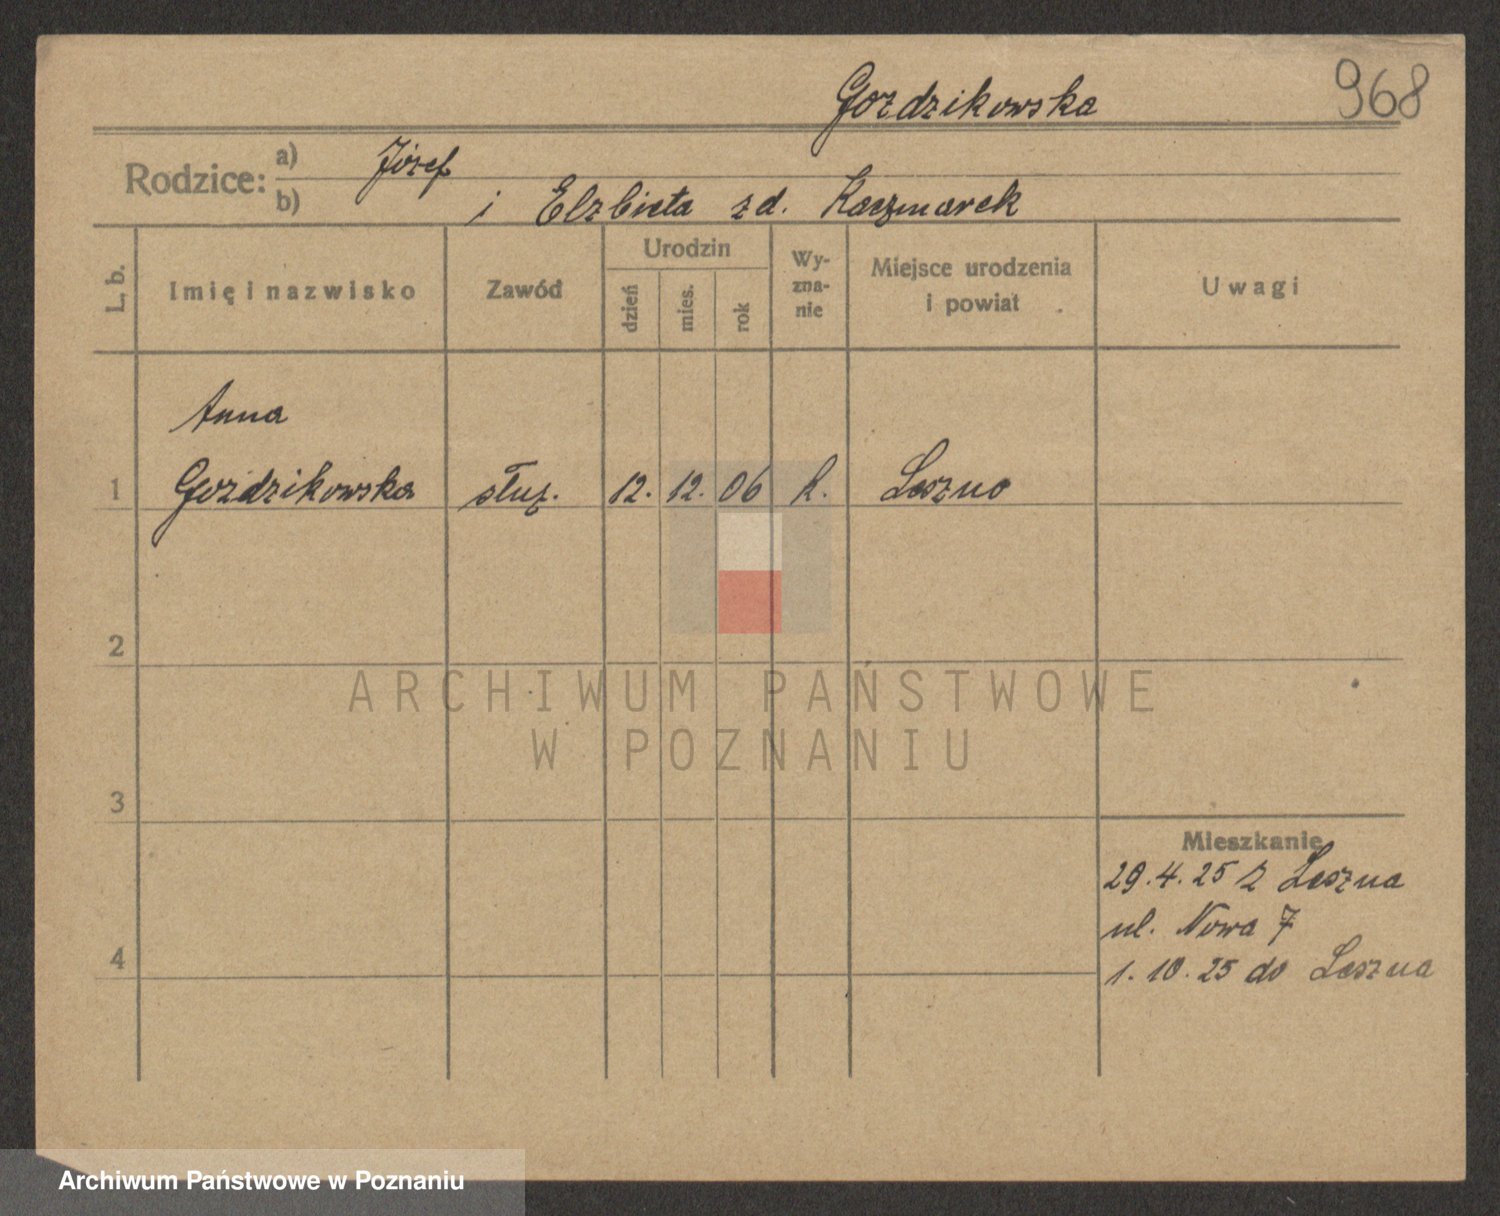 Gozdzikowska
968
Rodzice:
a) Józef
b) i Elzbieta zd. Kaczmarek
L. b.
Imię i nazwisko
Zawód
Urodzin
dzień
mies.
rok
Wy-
zna-
nie
Miejsce urodzenia
i powiat
Uwagi
Anna
1 Gozdzikowska służ. 12. 12. 06 k. Leszno
2
3
4
Mieszkanie
29.4.25 z Leszna
ul. Nowa 7
1.10.25 do Leszna
ARCHIWUM PAŃSTWOWE
W POZNANIU
Archiwum Państwowe w Poznaniu